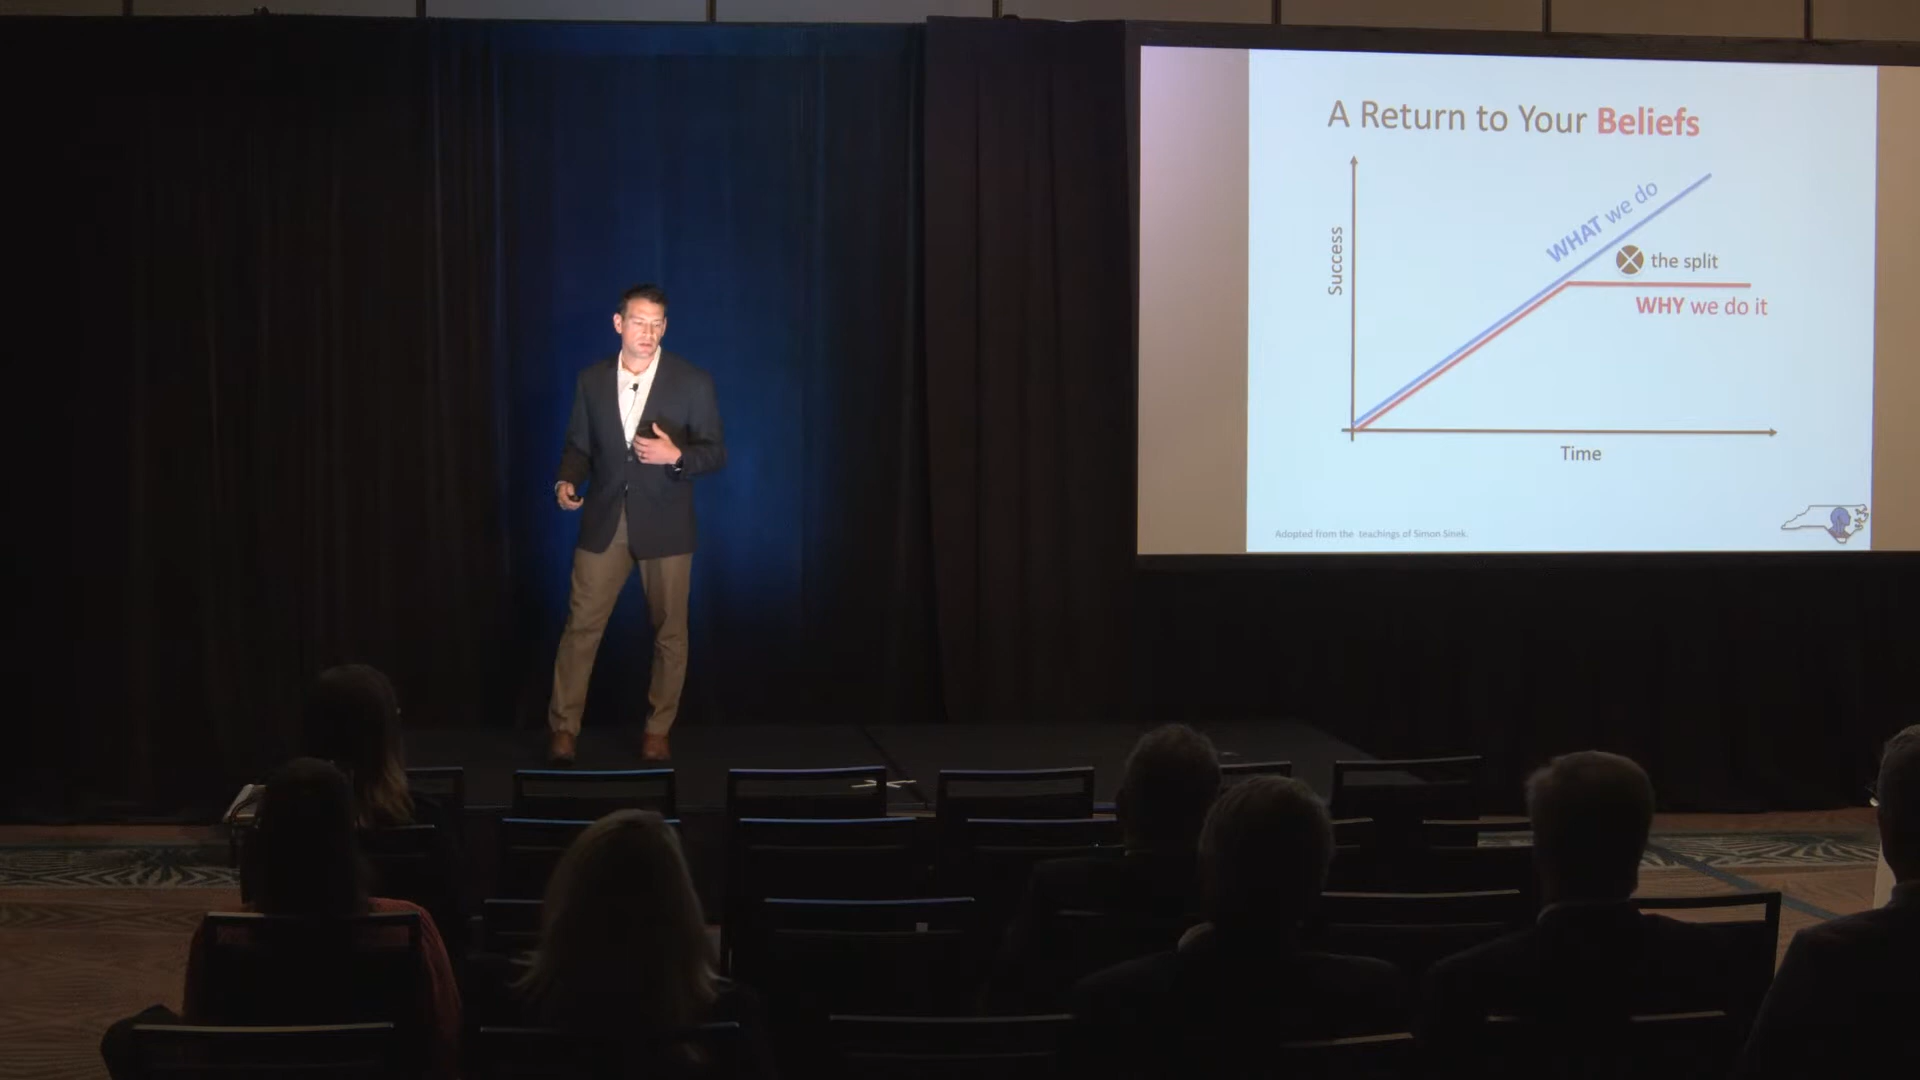 A Return to Your Beliefs
Success
WHAT we do
the split
WHY we do it
Time
Adopted from the teachings of Simon Sinek.